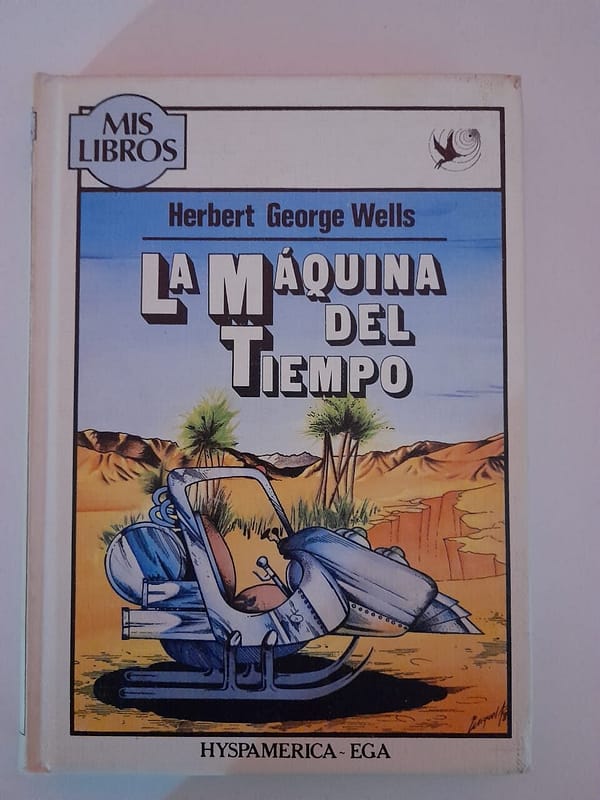 MIS
LIBROS
Herbert George Wells
LA MÁQUINA
DEL
TIEMPO
HYSPAMERICA - EGA